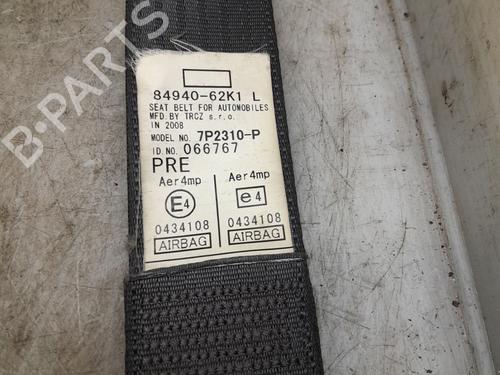 84940-62K1 L
SEAT BELT FOR AUTOMOBILES
MFD.BY TRCZ s.r.o.
IN 2008
MODEL NO. 7P2310-P
ID.NO. 066767
PRE
Aer4mp
E4
0434108
AIRBAG
Aer4mp
e4
0434108
AIRBAG
B-PARTS